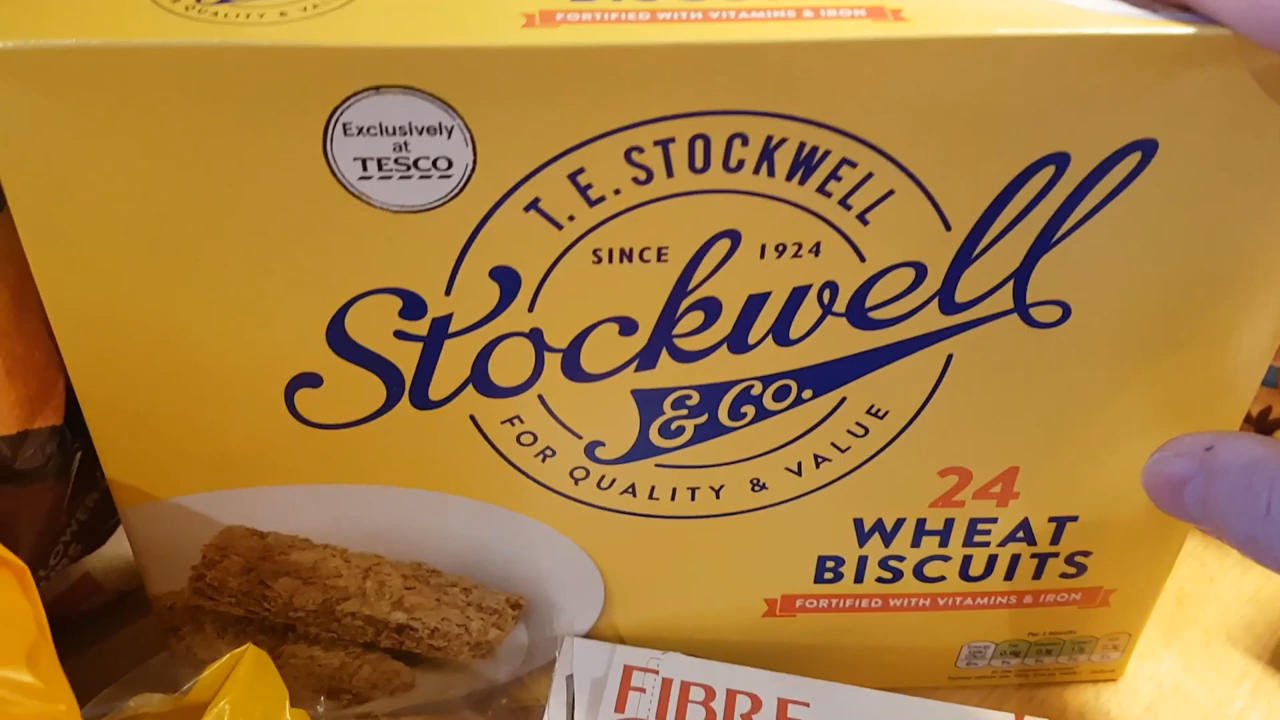 QUALITY & V
FORTIFIED WITH VITAMINS & IRON
Exclusively
at
TESCO
T. E. STOCKWELL
SINCE 1924
Stockwell
& Co.
FOR QUALITY & VALUE
24
WHEAT
BISCUITS
FORTIFIED WITH VITAMINS & IRON
FIBRE